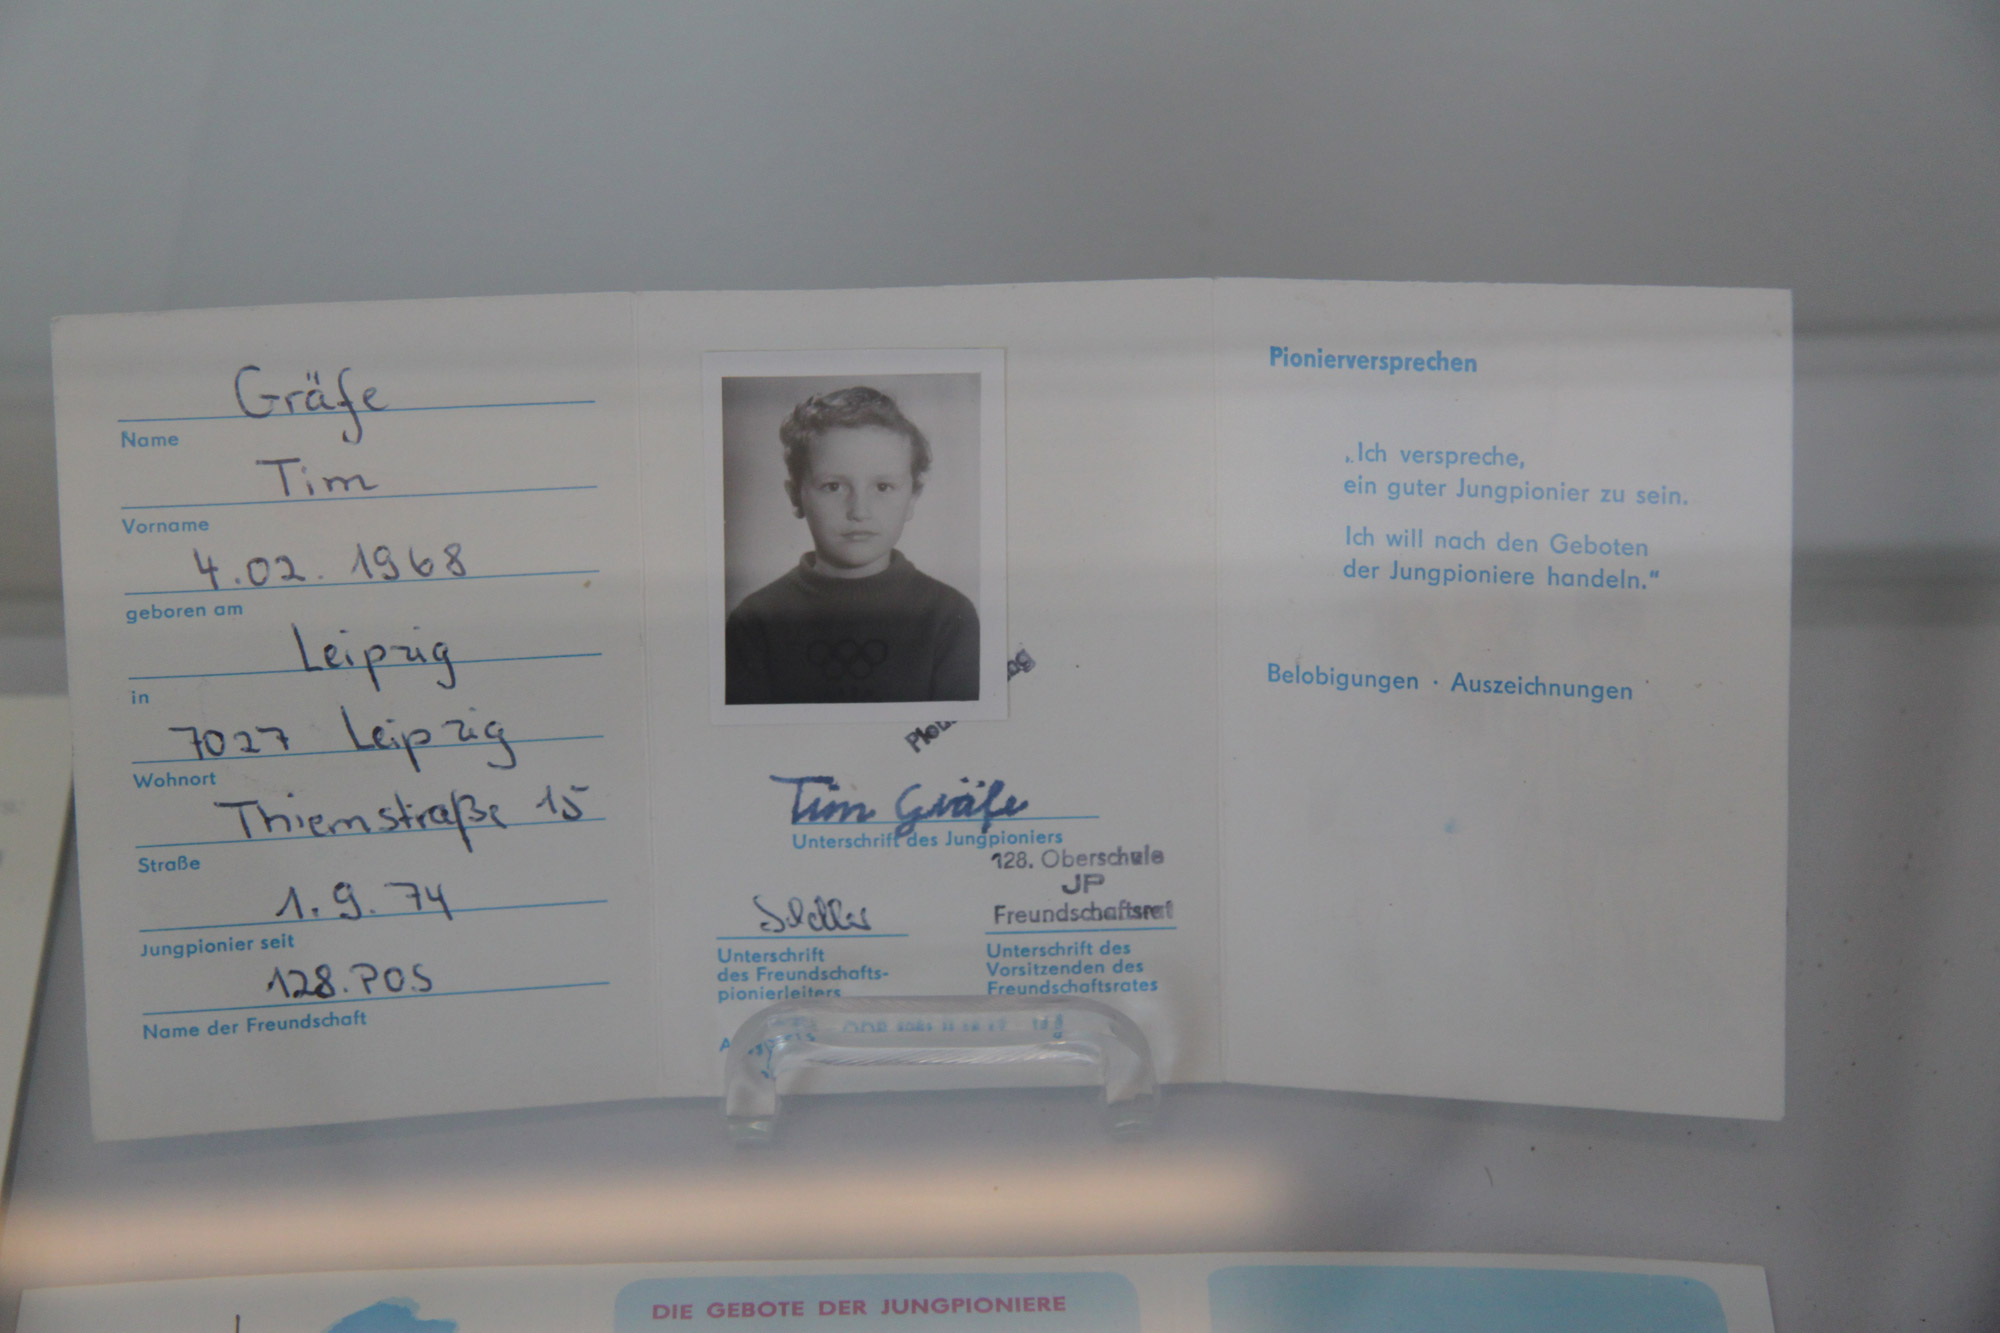 Gräfe
Name
Tim
Vorname
4.02.1968
geboren am
Leipzig
in
7027 Leipzig
Wohnort
Thiemstraße 15
Straße
1.9.74
Jungpionier seit
128.POS
Name der Freundschaft
Tim Gräfe
Unterschrift des Jungpioniers
128. Oberschule
JP
Freundschaftsrat
Unterschrift
des Freundschafts-
pionierleiters
Unterschrift des
Vorsitzenden des
Freundschaftsrates
Pionierversprechen
„Ich verspreche,
ein guter Jungpionier zu sein.
Ich will nach den Geboten
der Jungpioniere handeln.“
Belobigungen · Auszeichnungen
DIE GEBOTE DER JUNGPIONIERE